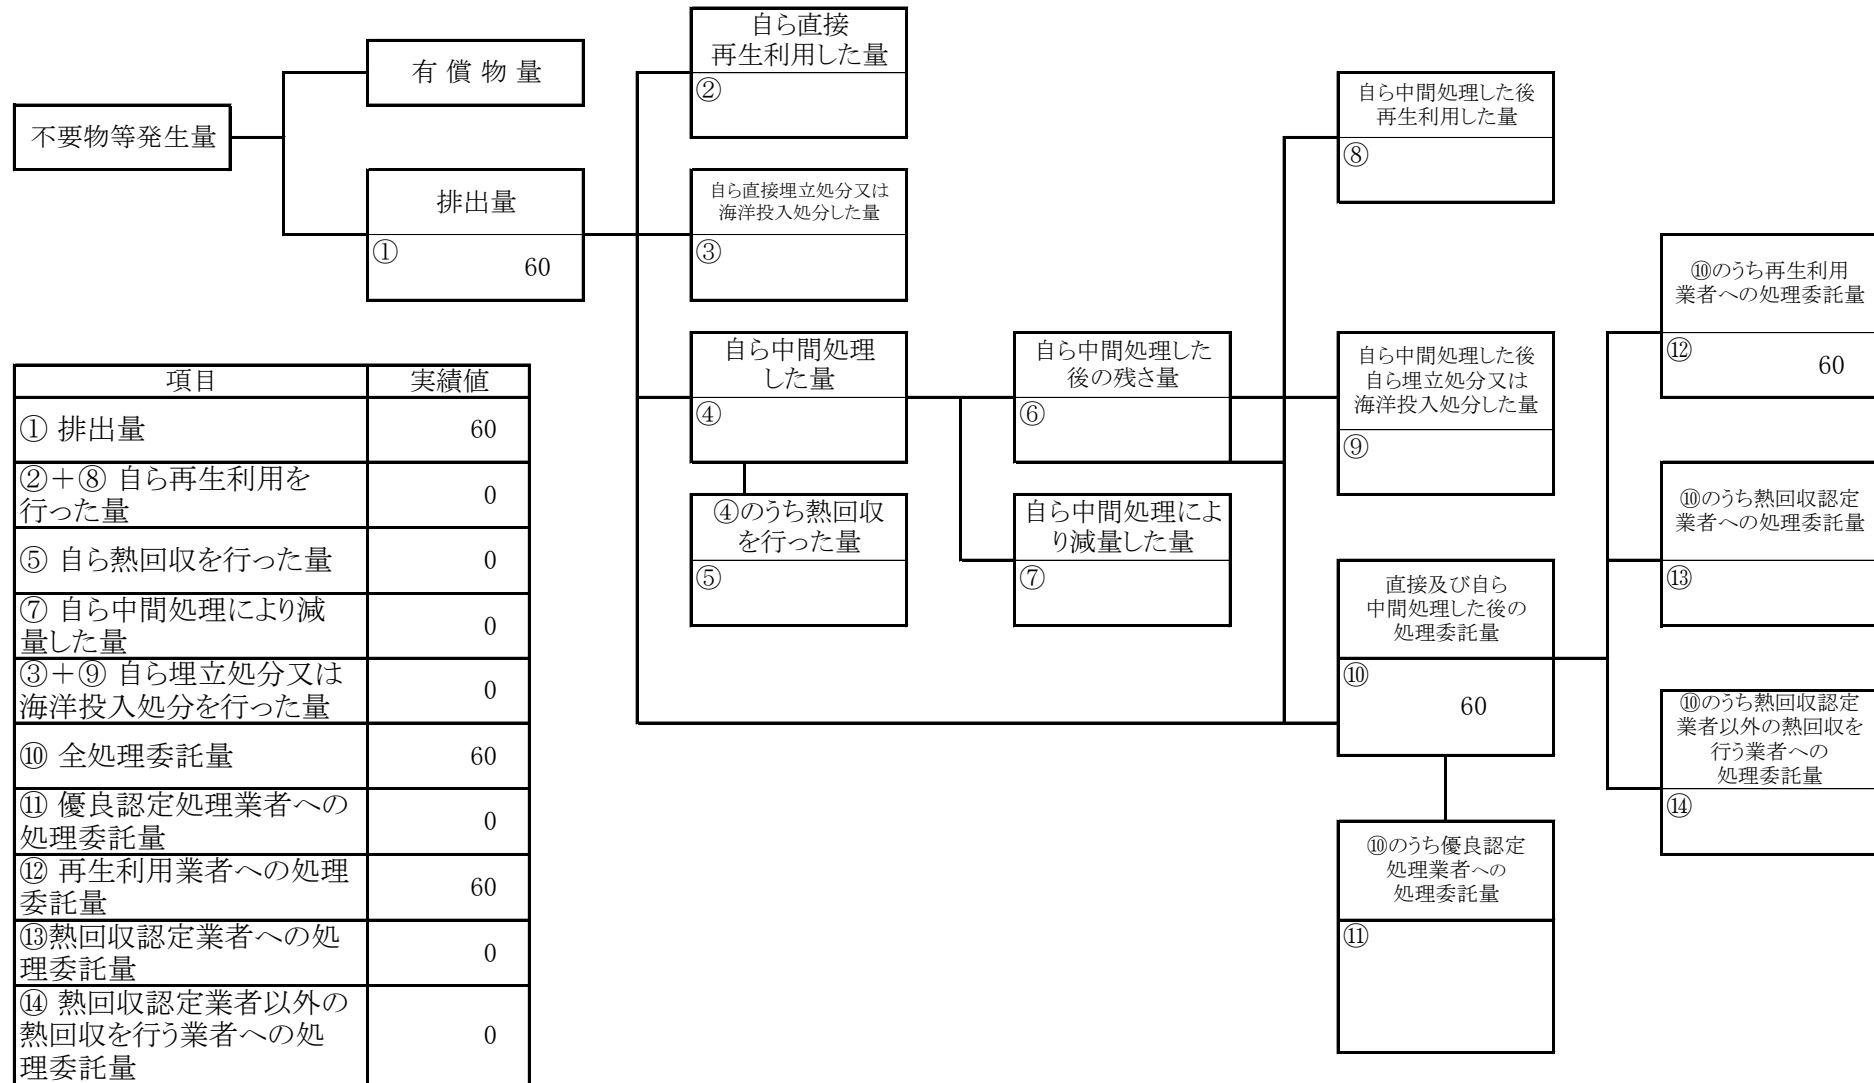 不要物等発生量
有償物量
排出量
①
60
自ら直接
再生利用した量
②
自ら直接埋立処分又は
海洋投入処分した量
③
自ら中間処理
した量
④
④のうち熱回収
を行った量
⑤
自ら中間処理した
後の残さ量
⑥
自ら中間処理によ
り減量した量
⑦
自ら中間処理した後
再生利用した量
⑧
自ら中間処理した後
自ら埋立処分又は
海洋投入処分した量
⑨
直接及び自ら
中間処理した後の
処理委託量
⑩
60
⑩のうち優良認定
処理業者への
処理委託量
⑪
⑩のうち再生利用
業者への処理委託量
⑫
60
⑩のうち熱回収認定
業者への処理委託量
⑬
⑩のうち熱回収認定
業者以外の熱回収を
行う業者への
処理委託量
⑭
項目 実績値
① 排出量 60
②+⑧ 自ら再生利用を
行った量 0
⑤ 自ら熱回収を行った量 0
⑦ 自ら中間処理により減
量した量 0
③+⑨ 自ら埋立処分又は
海洋投入処分を行った量 0
⑩ 全処理委託量 60
⑪ 優良認定処理業者への
処理委託量 0
⑫ 再生利用業者への処理
委託量 60
⑬熱回収認定業者への処
理委託量 0
⑭ 熱回収認定業者以外の
熱回収を行う業者への処
理委託量 0